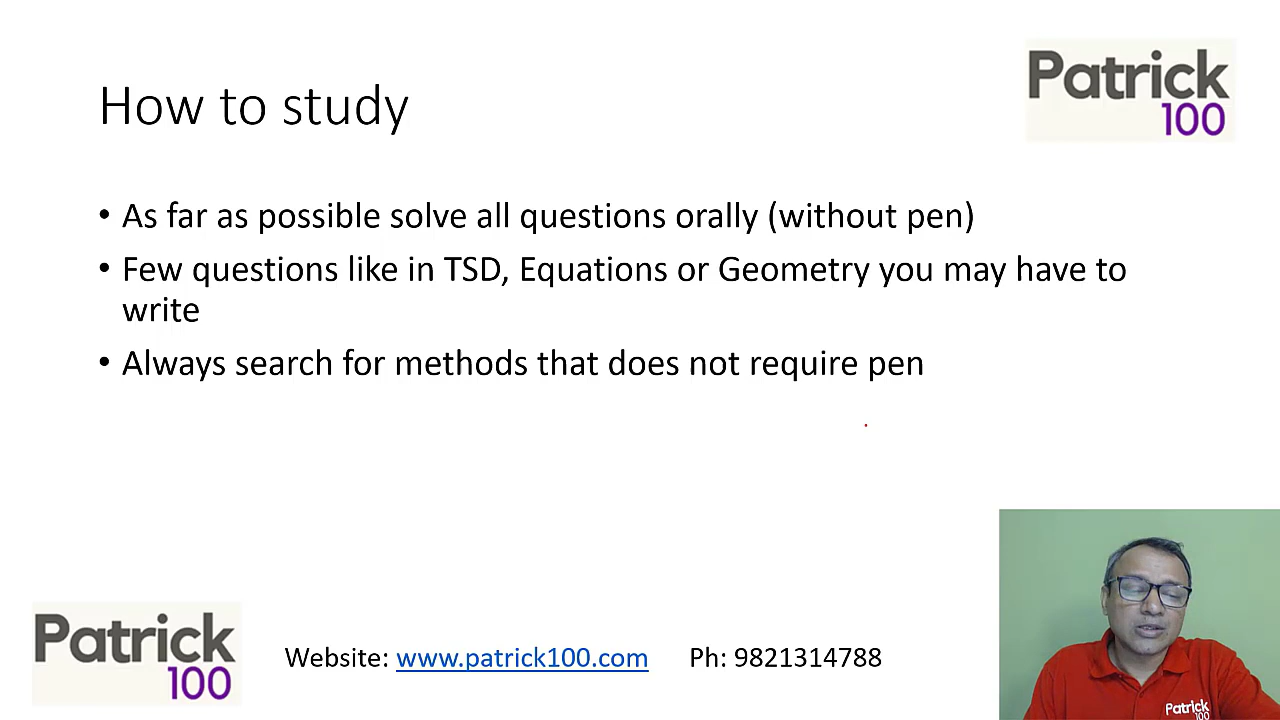 Patrick
100
How to study
• As far as possible solve all questions orally (without pen)
• Few questions like in TSD, Equations or Geometry you may have to
write
• Always search for methods that does not require pen
Patrick
100
Website: www.patrick100.com Ph: 9821314788
Patrick
100